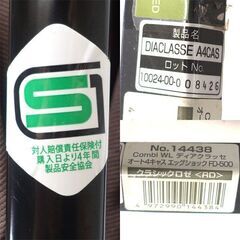 SG
対人賠償責任保険付
購入日より4年間
製品安全協会
ED
製品名
DIACLASSE A4CAS
ロット No.
10024-00-0 08426
No.14438
Combi WL ディアクラッセ
オート4キャス エッグショック RD-500
4972990144384
クラシックロゼ <RD>